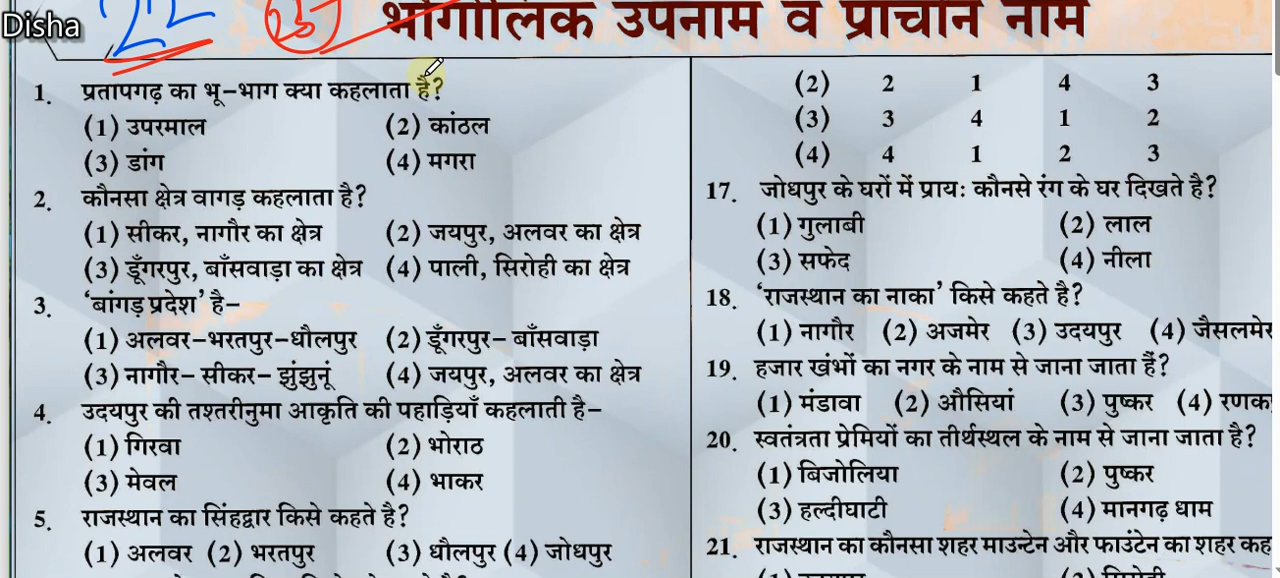 Disha
22 23
भौगोलिक उपनाम व प्राचीन नाम
1. प्रतापगढ़ का भू-भाग क्या कहलाता है?
(1) उपरमाल (2) कांठल
(3) डांग (4) मगरा
2. कौनसा क्षेत्र वागड़ कहलाता है?
(1) सीकर, नागौर का क्षेत्र (2) जयपुर, अलवर का क्षेत्र
(3) डूँगरपुर, बाँसवाड़ा का क्षेत्र (4) पाली, सिरोही का क्षेत्र
3. 'बांगड़ प्रदेश' है-
(1) अलवर-भरतपुर-धौलपुर (2) डूँगरपुर- बाँसवाड़ा
(3) नागौर- सीकर- झुंझुनूं (4) जयपुर, अलवर का क्षेत्र
4. उदयपुर की तश्तरीनुमा आकृति की पहाड़ियाँ कहलाती है-
(1) गिरवा (2) भोराठ
(3) मेवल (4) भाकर
5. राजस्थान का सिंहद्वार किसे कहते है?
(1) अलवर (2) भरतपुर (3) धौलपुर (4) जोधपुर
(2) 2 1 4 3
(3) 3 4 1 2
(4) 4 1 2 3
17. जोधपुर के घरों में प्रायः कौनसे रंग के घर दिखते है?
(1) गुलाबी (2) लाल
(3) सफेद (4) नीला
18. 'राजस्थान का नाका' किसे कहते है?
(1) नागौर (2) अजमेर (3) उदयपुर (4) जैसलमेर
19. हजार खंभों का नगर के नाम से जाना जाता हैं?
(1) मंडावा (2) औसियां (3) पुष्कर (4) रणक
20. स्वतंत्रता प्रेमियों का तीर्थस्थल के नाम से जाना जाता है?
(1) बिजोलिया (2) पुष्कर
(3) हल्दीघाटी (4) मानगढ़ धाम
21. राजस्थान का कौनसा शहर माउन्टेन और फाउंटेन का शहर कह